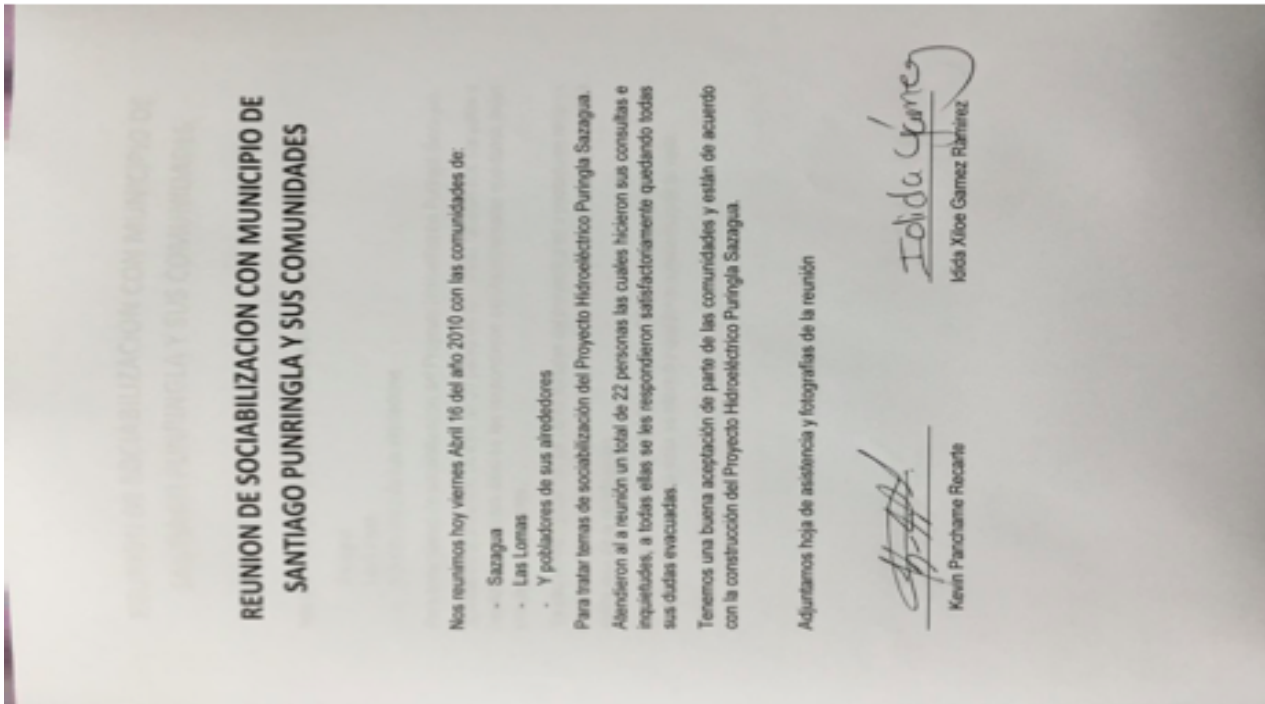 REUNION DE SOCIABILIZACION CON MUNICIPIO DE
SANTIAGO PUNRINGLA Y SUS COMUNIDADES
Nos reunimos hoy viernes Abril 16 del año 2010 con las comunidades de:
- Sazagua
- Las Lomas
- Y pobladores de sus alrededores
Para tratar temas de sociabilización del Proyecto Hidroeléctrico Puringla Sazagua.
Atendieron al a reunión un total de 22 personas las cuales hicieron sus consultas e
inquietudes, a todas ellas se les respondieron satisfactoriamente quedando todas
sus dudas evacuadas.
Tenemos una buena aceptación de parte de las comunidades y están de acuerdo
con la construcción del Proyecto Hidroeléctrico Puringla Sazagua.
Adjuntamos hoja de asistencia y fotografías de la reunión
Idida
Kevin Panchame Recarte Idida Xiloe Gamez Ramirez